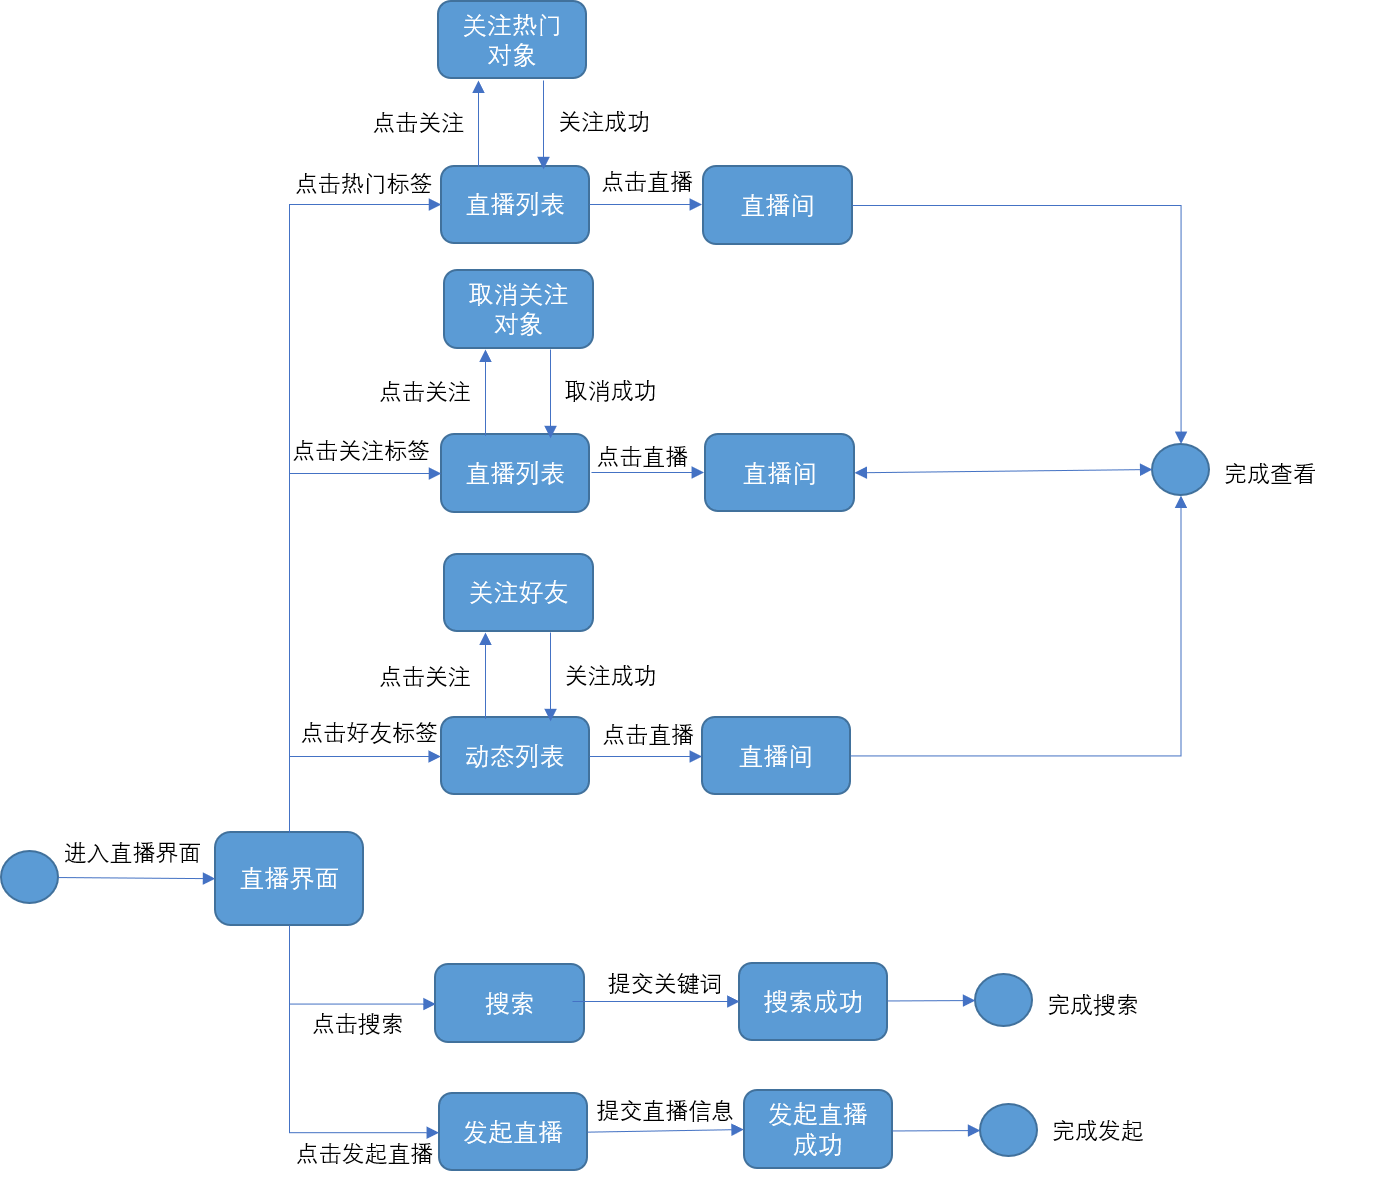 关注热门
对象
点击关注
关注成功
点击热门标签
直播列表
点击直播
直播间
取消关注
对象
点击关注
取消成功
点击关注标签
直播列表
点击直播
直播间
完成查看
关注好友
点击关注
关注成功
点击好友标签
动态列表
点击直播
直播间
进入直播界面
直播界面
点击搜索
搜索
提交关键词
搜索成功
完成搜索
点击发起直播
发起直播
提交直播信息
发起直播
成功
完成发起